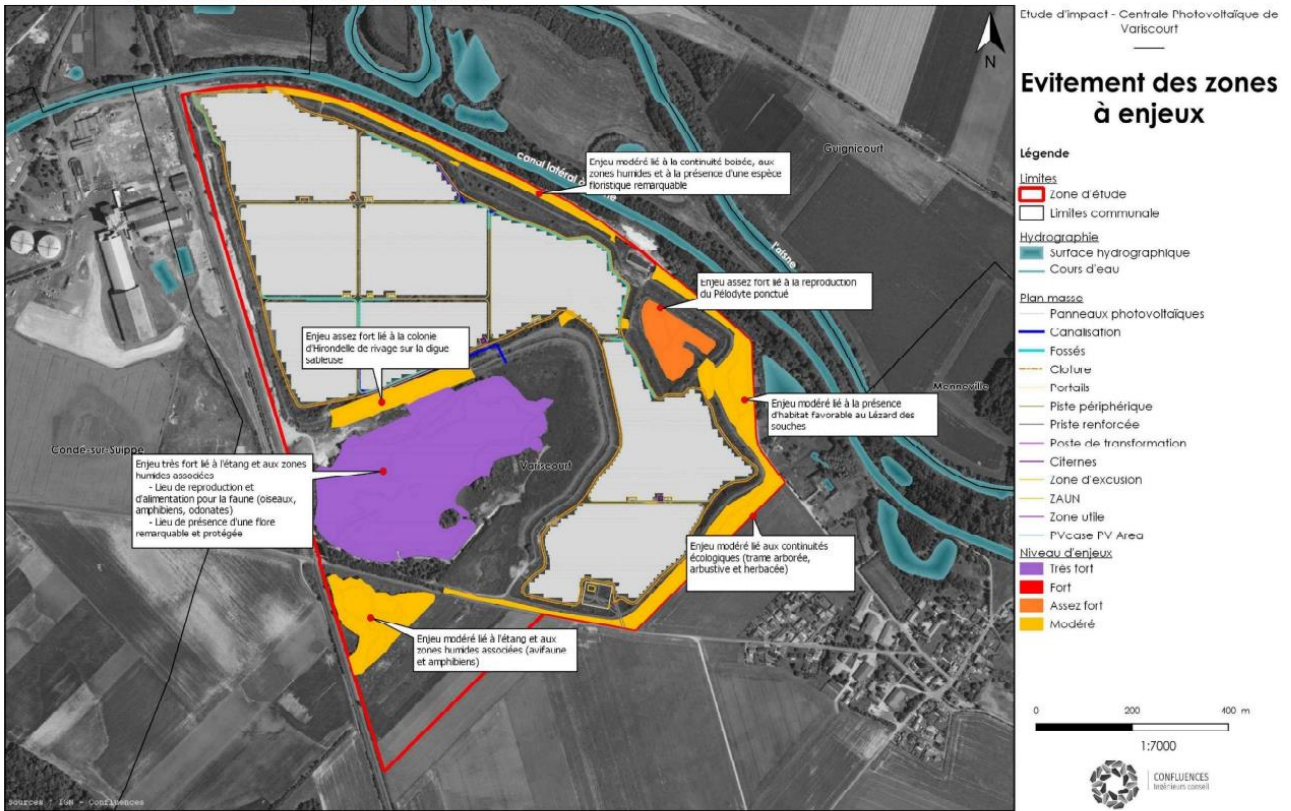 Etude d'impact - Centrale Photovoltaïque de
Variscourt
Evitement des zones
à enjeux
Légende
Limites
Zone d'étude
Limites communale
Hydrographie
Surface hydrographique
Cours d'eau
Plan masse
Panneaux photovoltaïques
Canalisation
Fossés
Cloture
Portails
Piste périphérique
Priste renforcée
Poste de transformation
Citernes
Zone d'excusion
ZAUN
Zone utile
PVcase PV Area
Niveau d'enjeux
Très fort
Fort
Assez fort
Modéré
0 200 400 m
1:7000
CONFLUENCES
Ingénieurs conseil
N
Guignicourt
canal latéral à
l'aisne
Enjeu modéré lié à la continuité boisée, aux
zones humides et à la présence d'une espèce
floristique remarquable
Enjeu assez fort lié à la reproduction
du Pélodyte ponctué
Enjeu assez fort lié à la colonie
d'Hirondelle de rivage sur la digue
sableuse
Menneville
Enjeu modéré lié à la présence
d'habitat favorable au Lézard des
souches
Condé-sur-Suippe
Variscourt
Enjeu très fort lié à l'étang et aux zones
humides associées
- Lieu de reproduction et
d'alimentation pour la faune (oiseaux,
amphibiens, odonates)
- Lieu de présence d'une flore
remarquable et protégée
Enjeu modéré lié aux continuités
écologiques (trame arborée,
arbustive et herbacée)
Enjeu modéré lié à l'étang et aux
zones humides associées (avifaune
et amphibiens)
Sources : IGN - Confluences